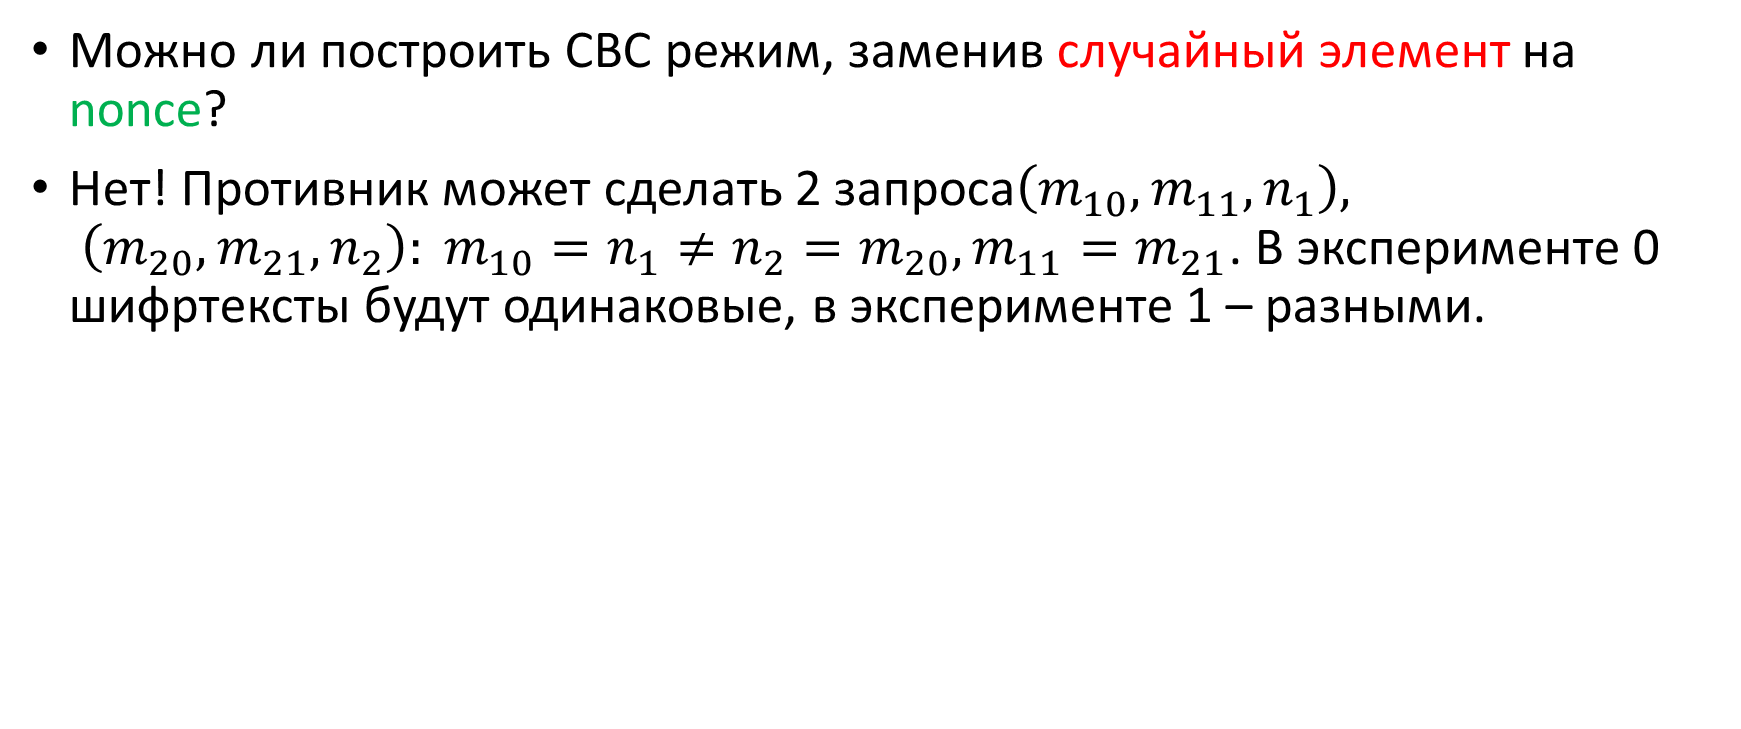 • Можно ли построить CBC режим, заменив случайный элемент на
nonce?
• Нет! Противник может сделать 2 запроса(m₁₀, m₁₁, n₁),
(m₂₀, m₂₁, n₂): m₁₀ = n₁ ≠ n₂ = m₂₀, m₁₁ = m₂₁. В эксперименте 0
шифртексты будут одинаковые, в эксперименте 1 – разными.